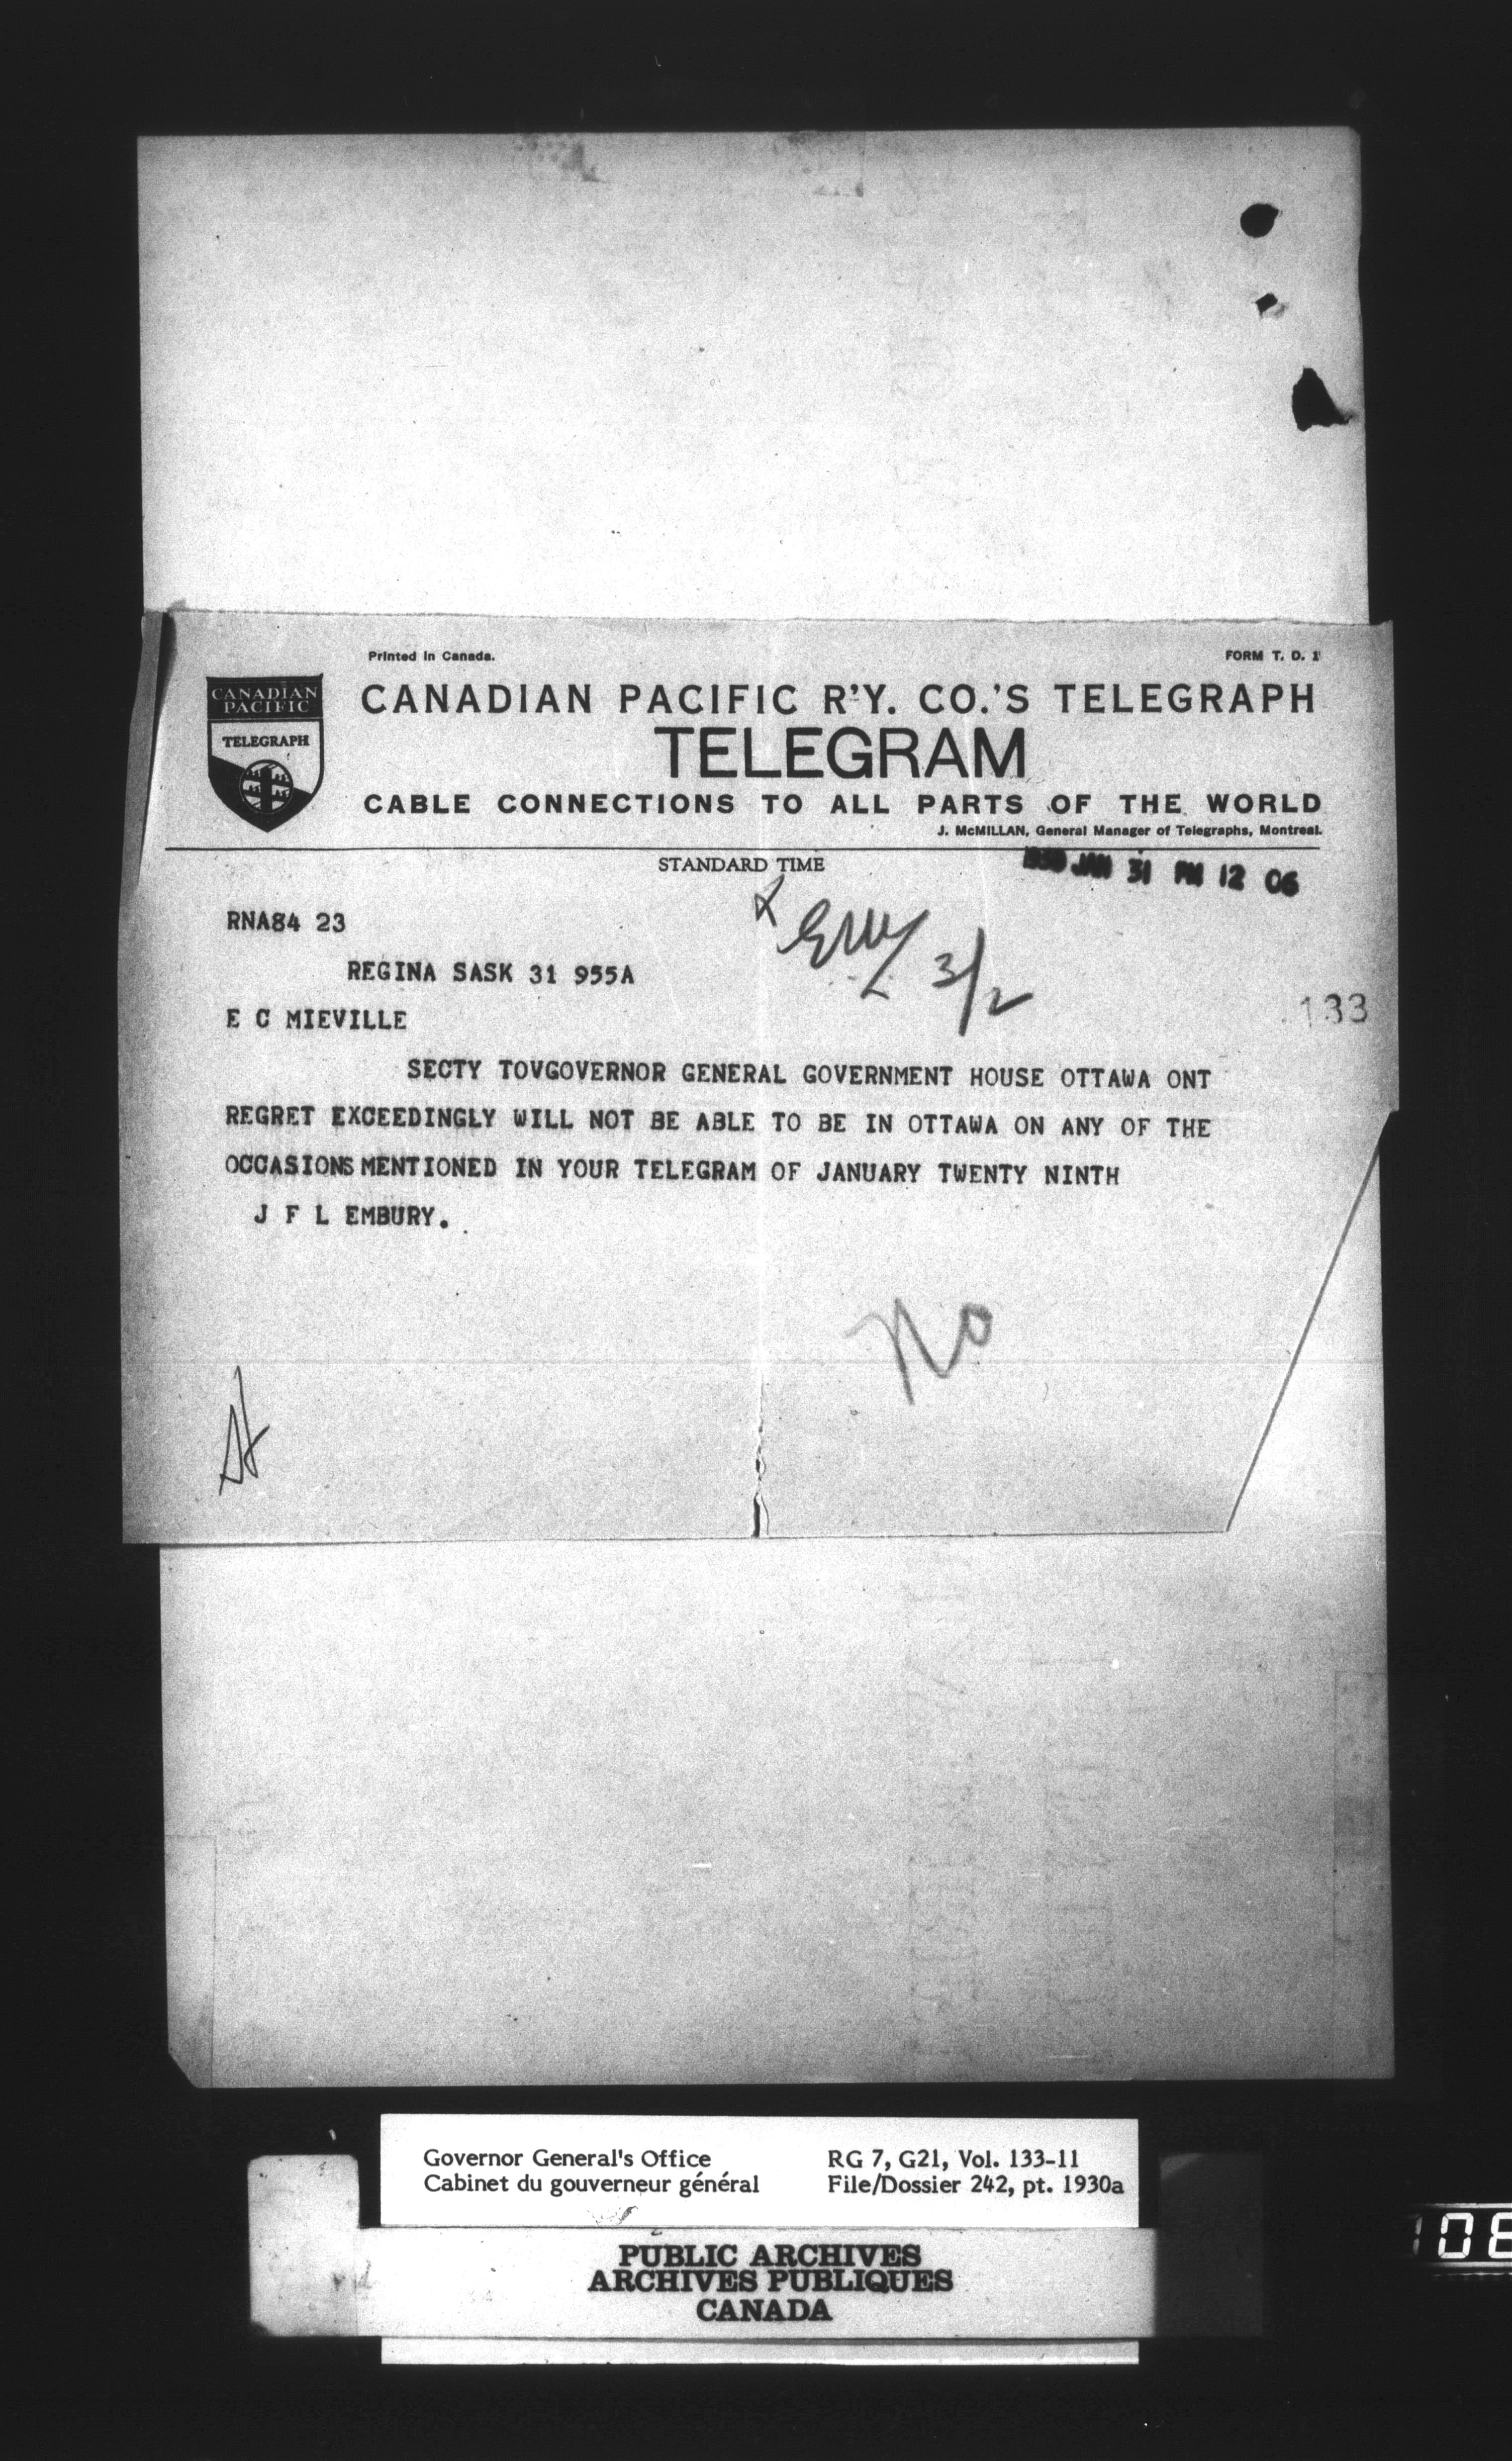 Printed in Canada.
FORM T. D. 1
CANADIAN PACIFIC
TELEGRAPH
CANADIAN PACIFIC R'Y. CO.'S TELEGRAPH
TELEGRAM
CABLE CONNECTIONS TO ALL PARTS OF THE WORLD
J. McMILLAN, General Manager of Telegraphs, Montreal.
STANDARD TIME
1930 JAN 31 PM 12 06
RNA84 23
3/2
REGINA SASK 31 955A
133
E C MIEVILLE
SECTY TOVGOVERNOR GENERAL GOVERNMENT HOUSE OTTAWA ONT
REGRET EXCEEDINGLY WILL NOT BE ABLE TO BE IN OTTAWA ON ANY OF THE
OCCASIONS MENTIONED IN YOUR TELEGRAM OF JANUARY TWENTY NINTH
J F L EMBURY.
No
Governor General's Office
Cabinet du gouverneur général
RG 7, G21, Vol. 133-11
File/Dossier 242, pt. 1930a
PUBLIC ARCHIVES
ARCHIVES PUBLIQUES
CANADA